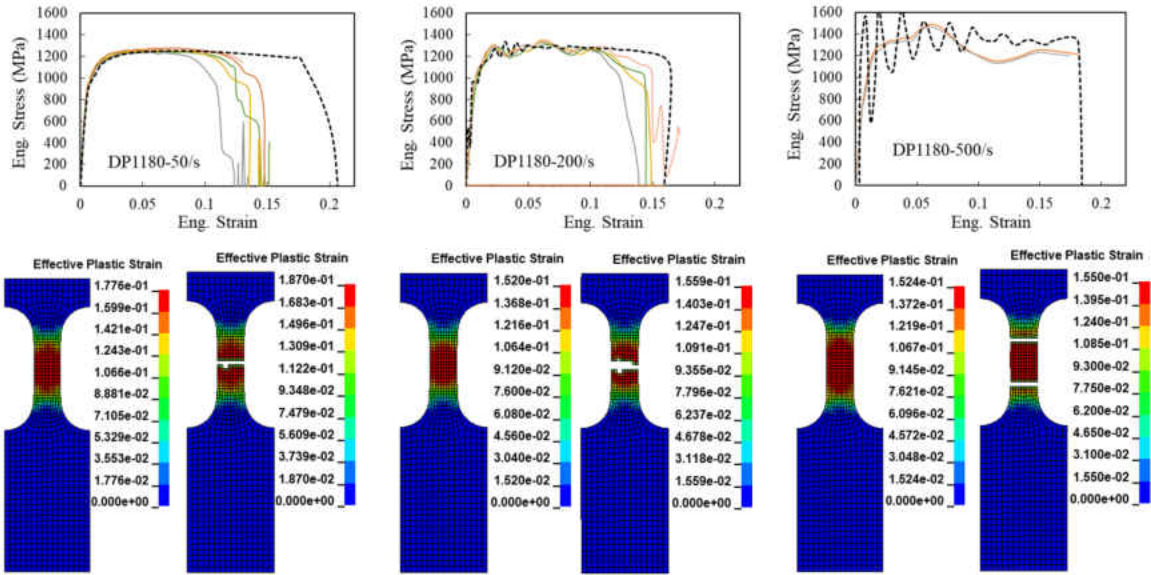 1600
1400
1200
1000
800
600
400
200
0
Eng. Stress (MPa)
DP1180-50/s
0 0.05 0.1 0.15 0.2
Eng. Strain
1600
1400
1200
1000
800
600
400
200
0
Eng. Stress (MPa)
DP1180-200/s
0 0.05 0.1 0.15 0.2
Eng. Strain
1600
1400
1200
1000
800
600
400
200
0
Eng. Stress (MPa)
DP1180-500/s
0 0.05 0.1 0.15 0.2
Eng. Strain
Effective Plastic Strain
1.776e-01
1.599e-01
1.421e-01
1.243e-01
1.066e-01
8.881e-02
7.105e-02
5.329e-02
3.553e-02
1.776e-02
0.000e+00
Effective Plastic Strain
1.870e-01
1.683e-01
1.496e-01
1.309e-01
1.122e-01
9.348e-02
7.479e-02
5.609e-02
3.739e-02
1.870e-02
0.000e+00
Effective Plastic Strain
1.520e-01
1.368e-01
1.216e-01
1.064e-01
9.120e-02
7.600e-02
6.080e-02
4.560e-02
3.040e-02
1.520e-02
0.000e+00
Effective Plastic Strain
1.559e-01
1.403e-01
1.247e-01
1.091e-01
9.355e-02
7.796e-02
6.237e-02
4.678e-02
3.118e-02
1.559e-02
0.000e+00
Effective Plastic Strain
1.524e-01
1.372e-01
1.219e-01
1.067e-01
9.145e-02
7.621e-02
6.096e-02
4.572e-02
3.048e-02
1.524e-02
0.000e+00
Effective Plastic Strain
1.550e-01
1.395e-01
1.240e-01
1.085e-01
9.300e-02
7.750e-02
6.200e-02
4.650e-02
3.100e-02
1.550e-02
0.000e+00